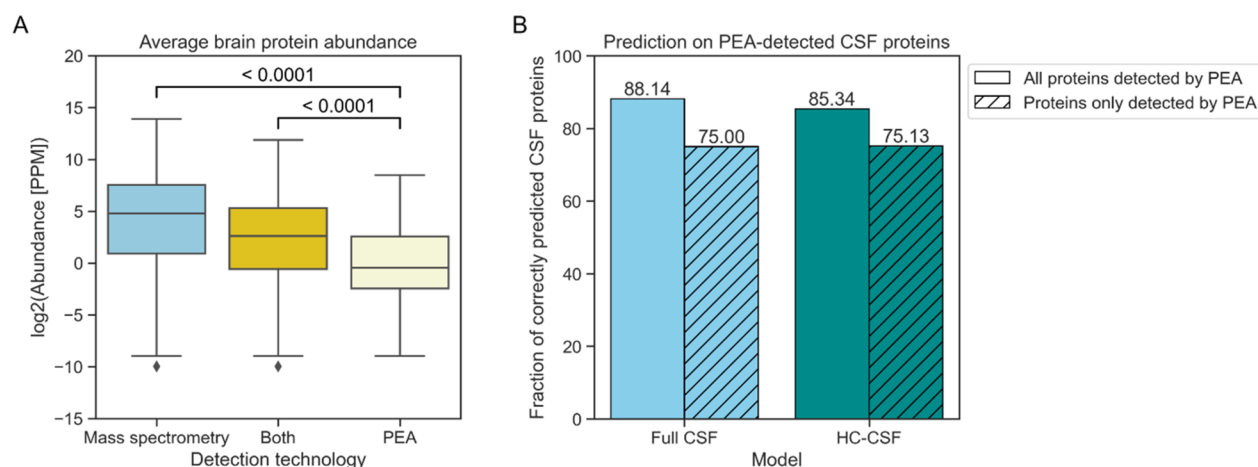 A
Average brain protein abundance
20
15
10
5
0
−5
−10
−15
log2(Abundance [PPM])
< 0.0001
< 0.0001
Mass spectrometry
Both
PEA
Detection technology
B
Prediction on PEA-detected CSF proteins
100
80
60
40
20
0
Fraction of correctly predicted CSF proteins
88.14
75.00
85.34
75.13
Full CSF
HC-CSF
Model
All proteins detected by PEA
Proteins only detected by PEA